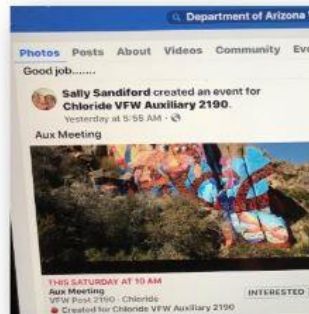 Department of Arizona
Photos Posts About Videos Community Eve
Good job.......
Sally Sandiford created an event for
Chloride VFW Auxiliary 2190.
Yesterday at 5:55 AM ·
Aux Meeting
THIS SATURDAY AT 10 AM
Aux Meeting
VFW Post 2190 - Chloride
Created for Chloride VFW Auxiliary 2190
INTERESTED